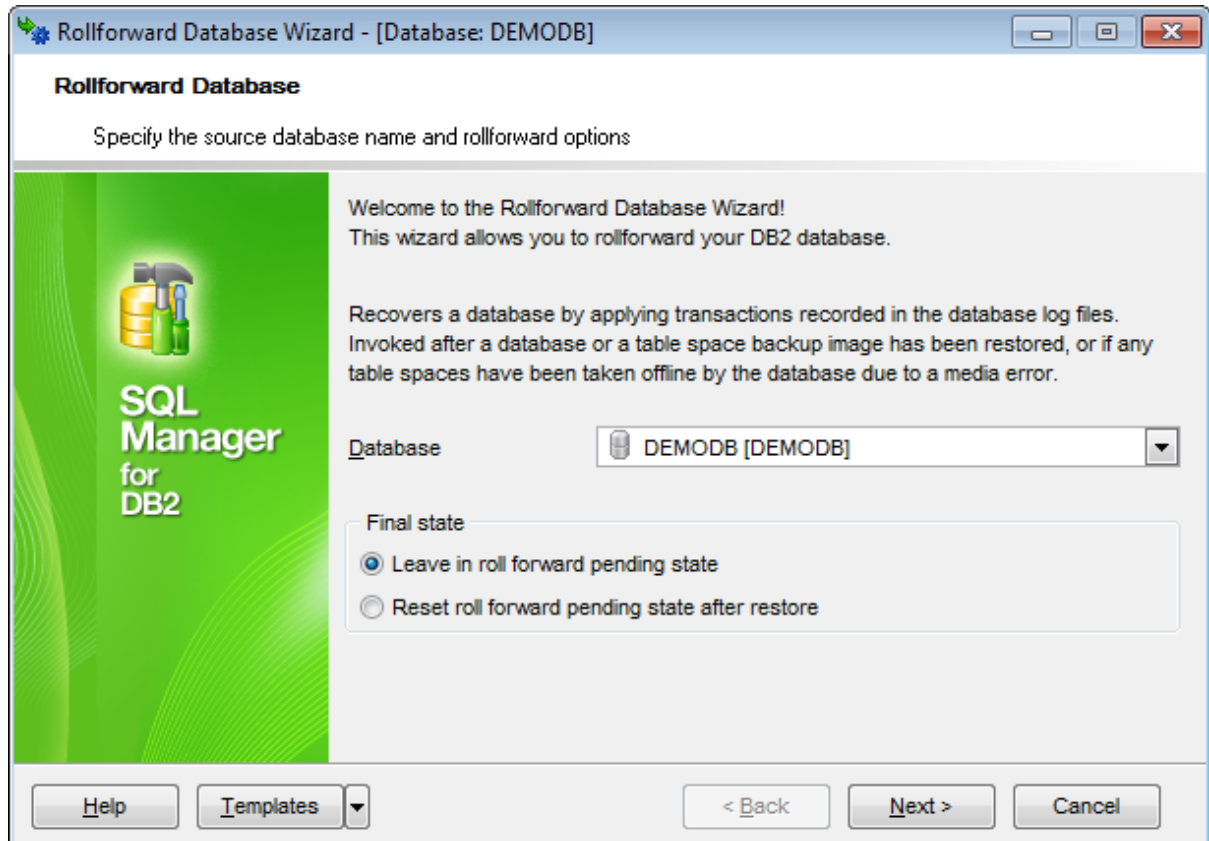 Rollforward Database Wizard - [Database: DEMODB]
Rollforward Database
Specify the source database name and rollforward options
Welcome to the Rollforward Database Wizard!
This wizard allows you to rollforward your DB2 database.
Recovers a database by applying transactions recorded in the database log files.
Invoked after a database or a table space backup image has been restored, or if any
table spaces have been taken offline by the database due to a media error.
SQL
Manager
for
DB2
Database
DEMODB [DEMODB]
Final state
Leave in roll forward pending state
Reset roll forward pending state after restore
Help
Templates
< Back
Next >
Cancel